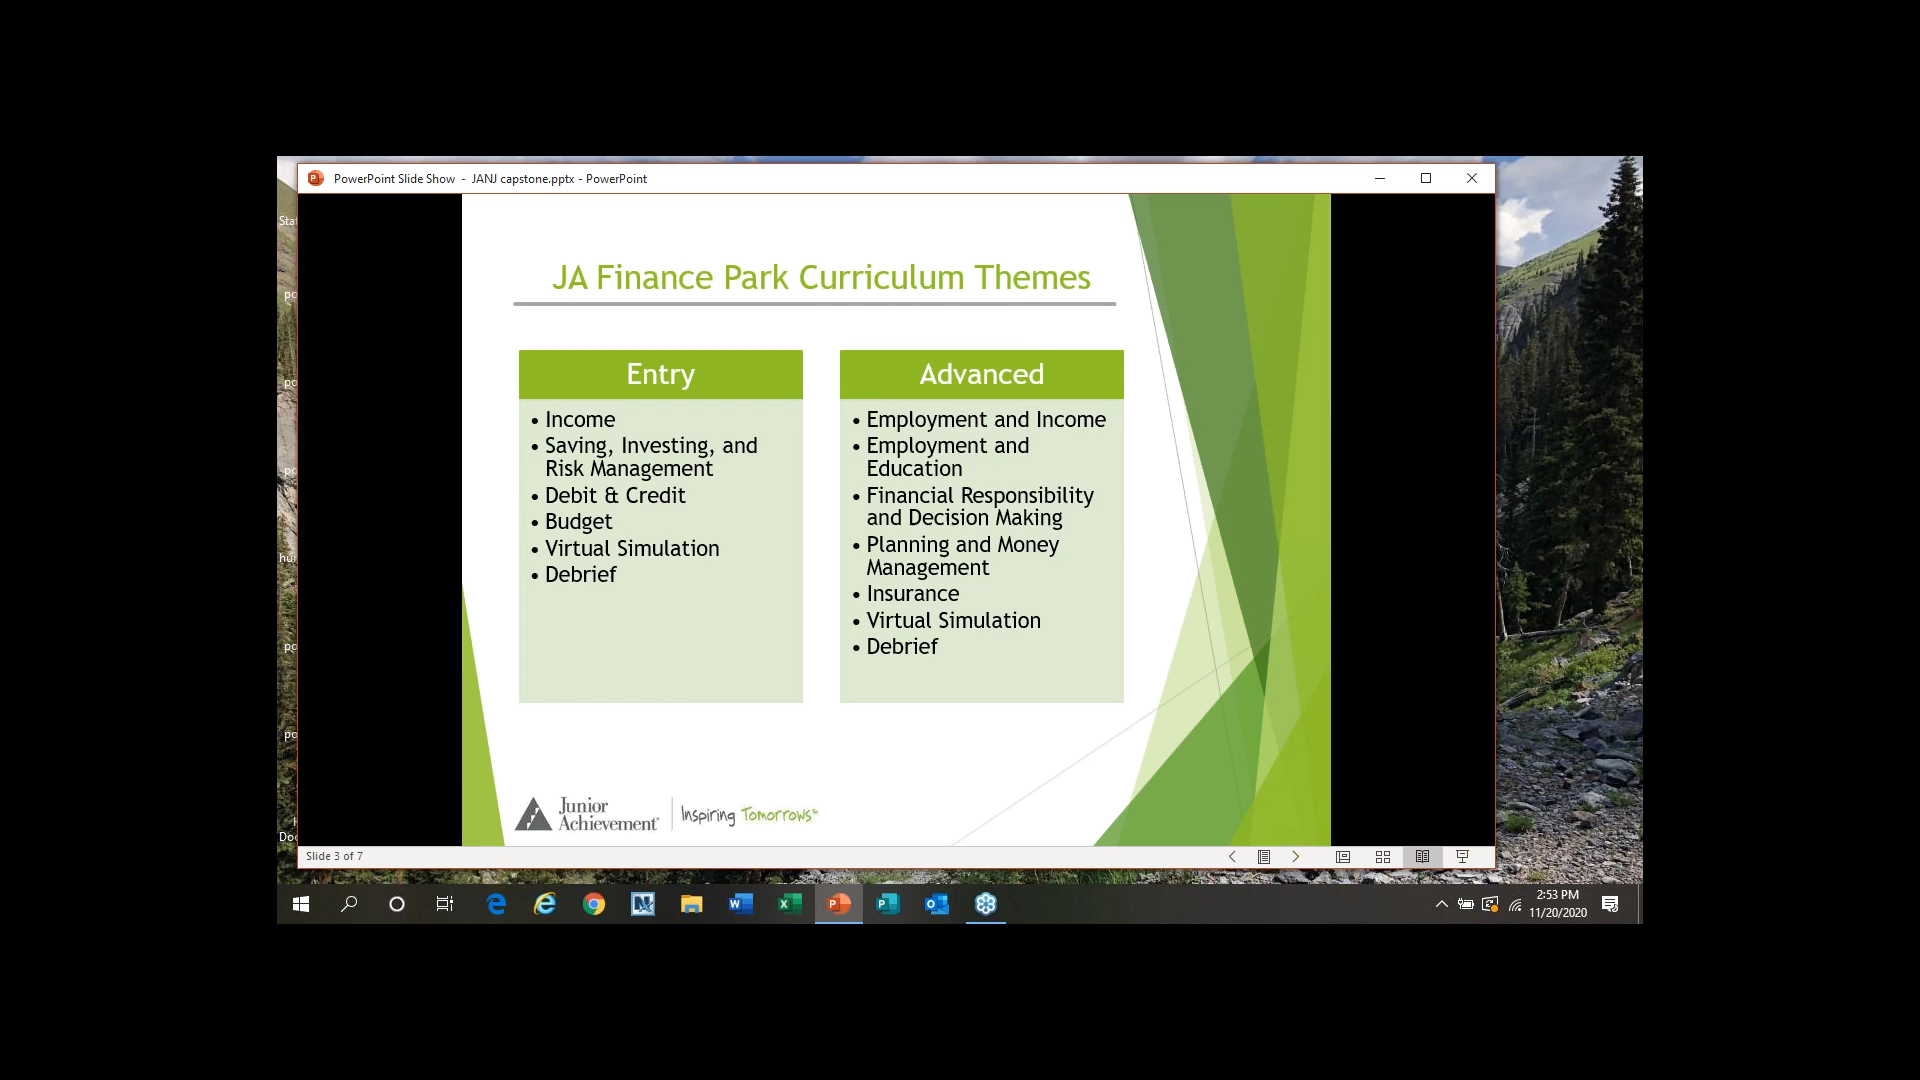 PowerPoint Slide Show - JANJ capstone.pptx - PowerPoint
JA Finance Park Curriculum Themes
Entry
• Income
• Saving, Investing, and
Risk Management
• Debit & Credit
• Budget
• Virtual Simulation
• Debrief
Advanced
• Employment and Income
• Employment and
Education
• Financial Responsibility
and Decision Making
• Planning and Money
Management
• Insurance
• Virtual Simulation
• Debrief
Junior
Achievement®
Inspiring Tomorrows
Slide 3 of 7
2:53 PM
11/20/2020